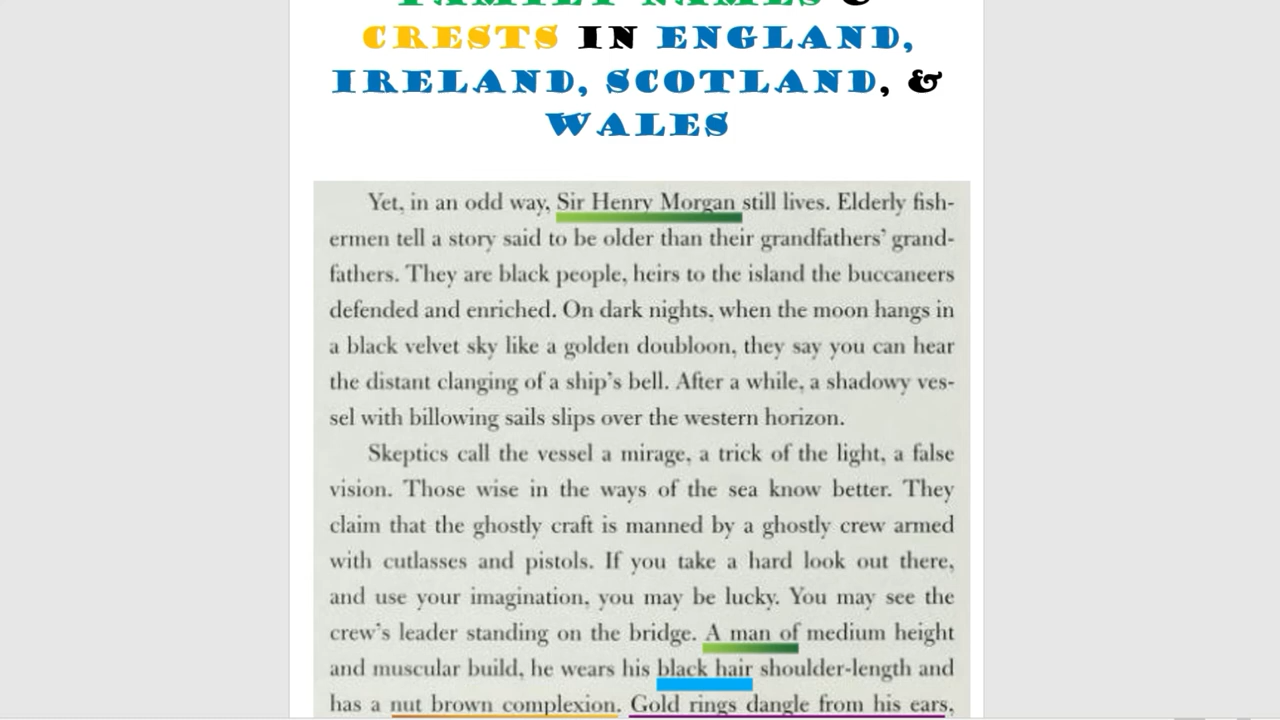 FAMILY NAMES &
CRESTS IN ENGLAND,
IRELAND, SCOTLAND, &
WALES
Yet, in an odd way, Sir Henry Morgan still lives. Elderly fish-
ermen tell a story said to be older than their grandfathers’ grand-
fathers. They are black people, heirs to the island the buccaneers
defended and enriched. On dark nights, when the moon hangs in
a black velvet sky like a golden doubloon, they say you can hear
the distant clanging of a ship’s bell. After a while, a shadowy ves-
sel with billowing sails slips over the western horizon.
Skeptics call the vessel a mirage, a trick of the light, a false
vision. Those wise in the ways of the sea know better. They
claim that the ghostly craft is manned by a ghostly crew armed
with cutlasses and pistols. If you take a hard look out there,
and use your imagination, you may be lucky. You may see the
crew’s leader standing on the bridge. A man of medium height
and muscular build, he wears his black hair shoulder-length and
has a nut brown complexion. Gold rings dangle from his ears,